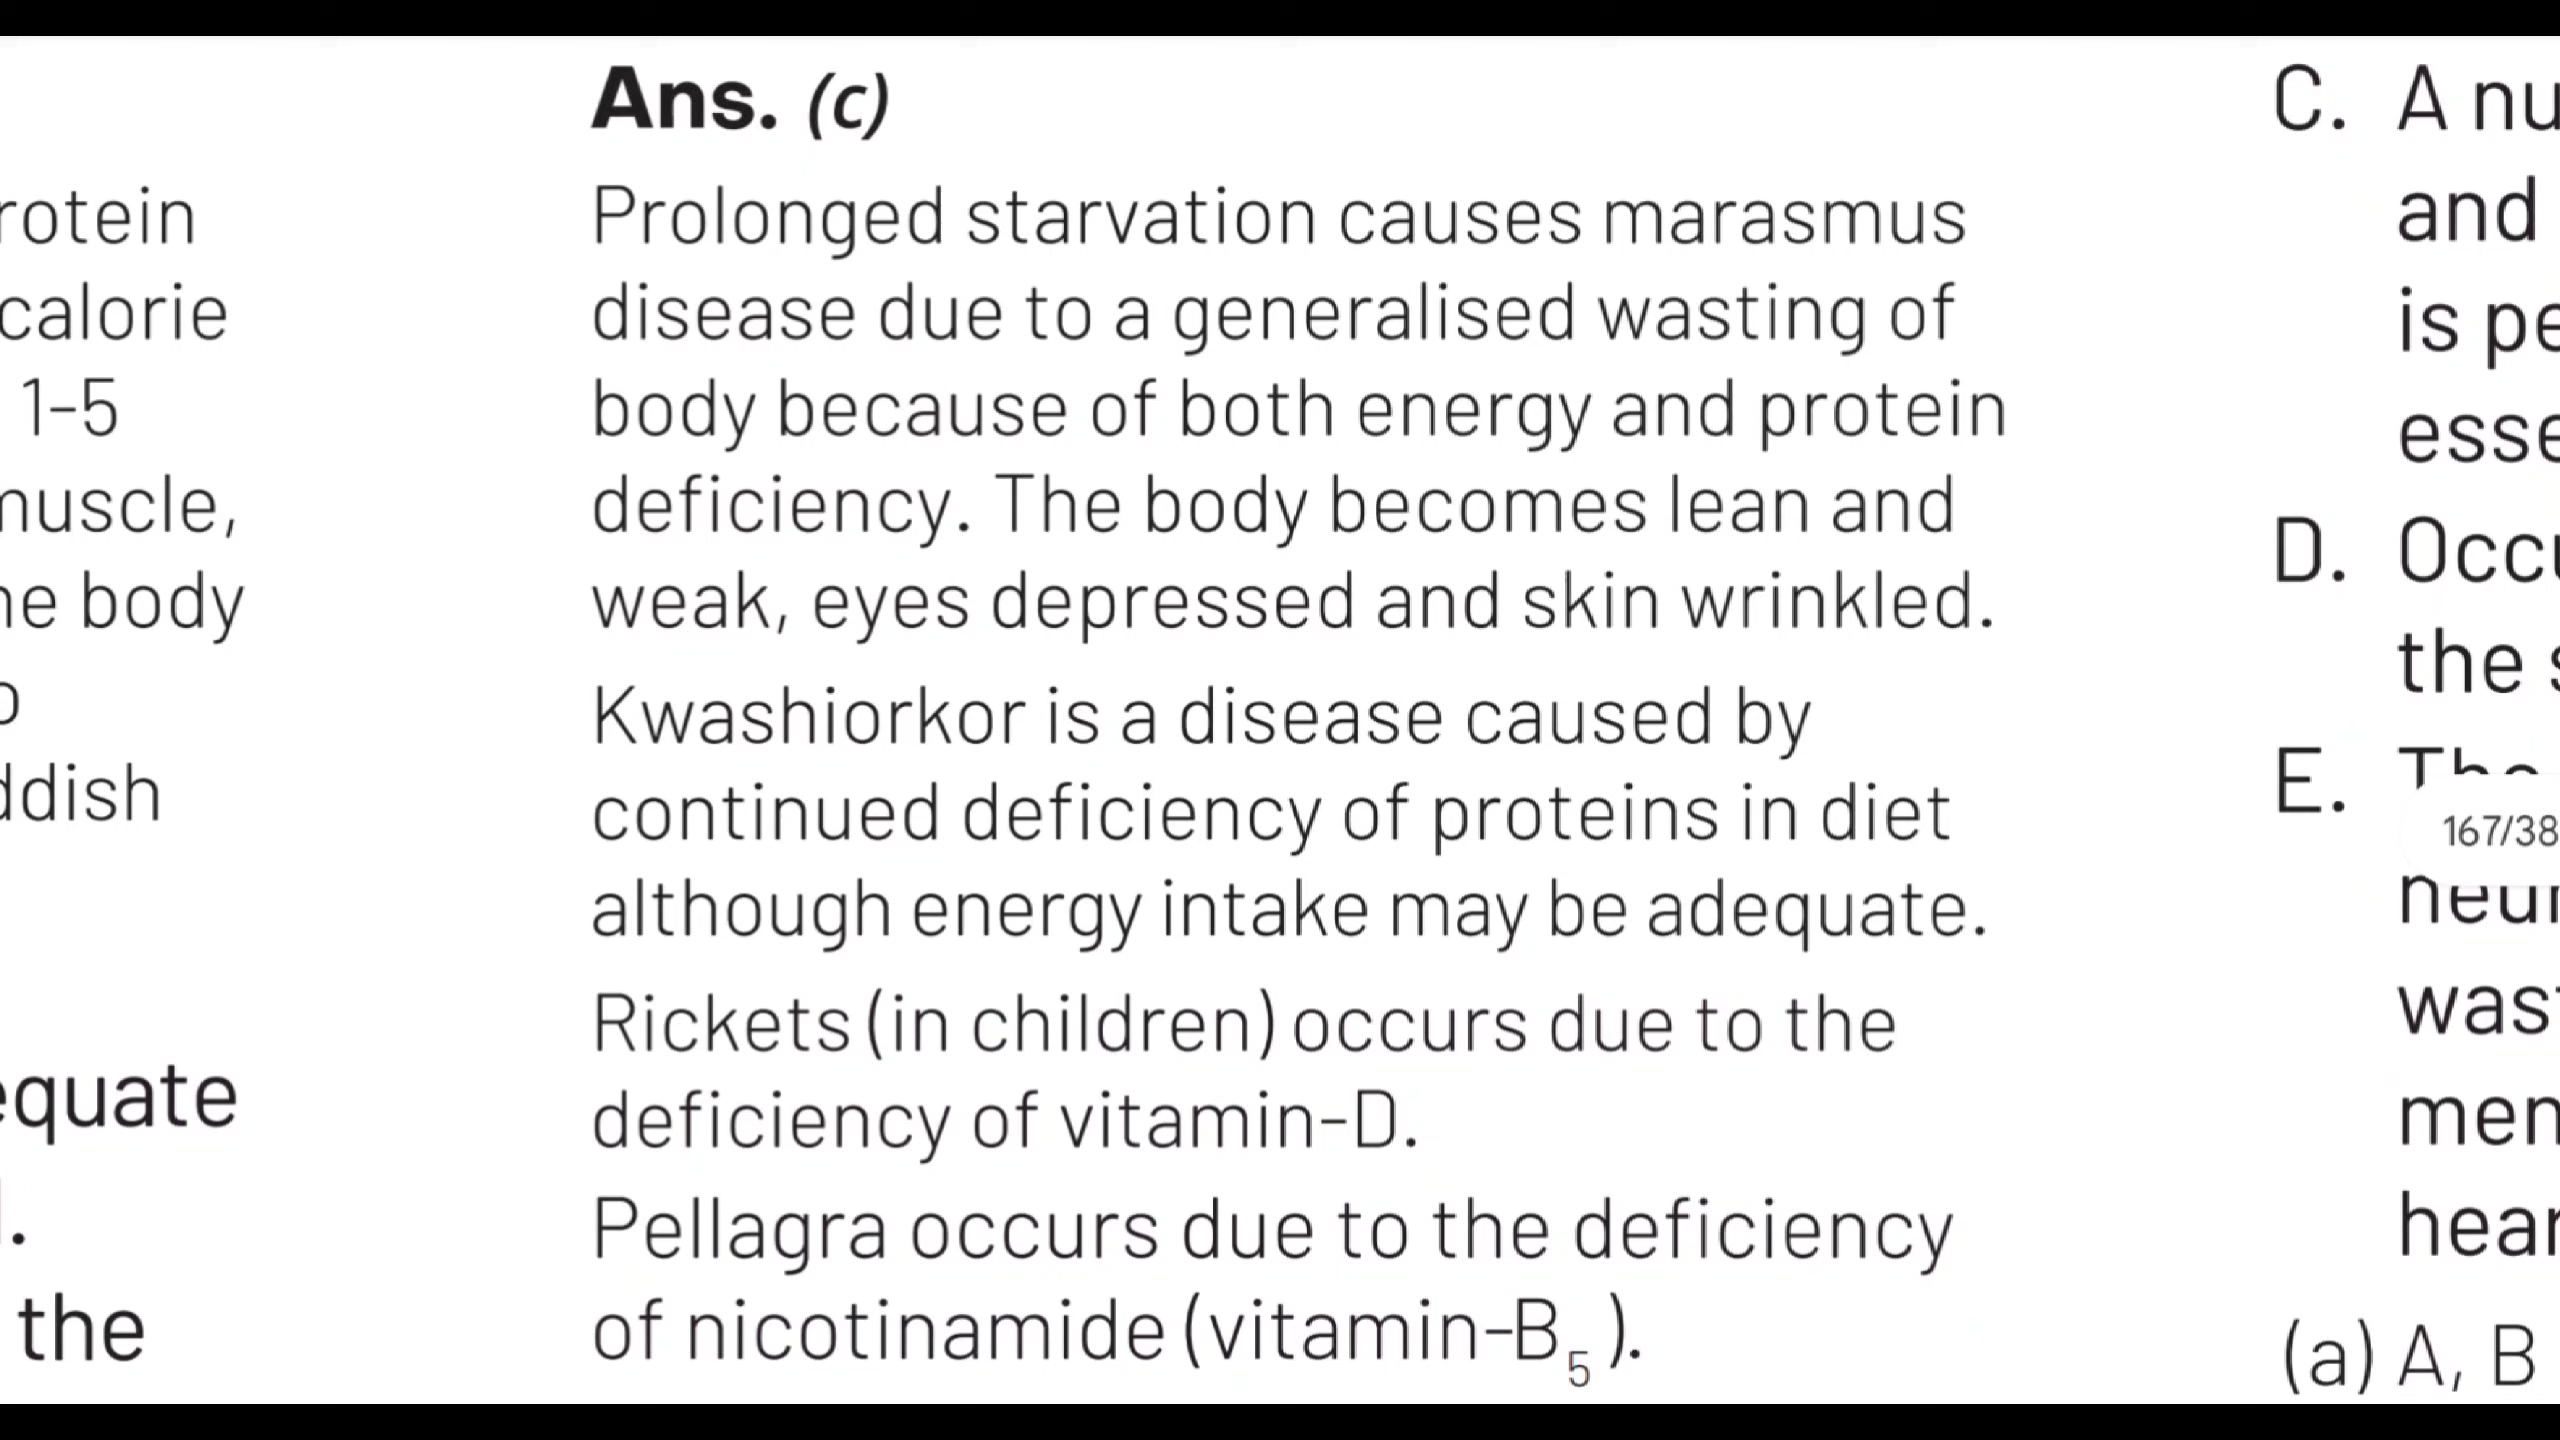 rotein
calorie
1-5
muscle,
he body
ddish
equate
the
Ans. (c)
Prolonged starvation causes marasmus
disease due to a generalised wasting of
body because of both energy and protein
deficiency. The body becomes lean and
weak, eyes depressed and skin wrinkled.
Kwashiorkor is a disease caused by
continued deficiency of proteins in diet
although energy intake may be adequate.
Rickets (in children) occurs due to the
deficiency of vitamin-D.
Pellagra occurs due to the deficiency
of nicotinamide (vitamin-B5).
C. A nu
and
is pe
esse
D. Occu
the s
E. The
167/38
neur
wast
men
hear
(a) A, B